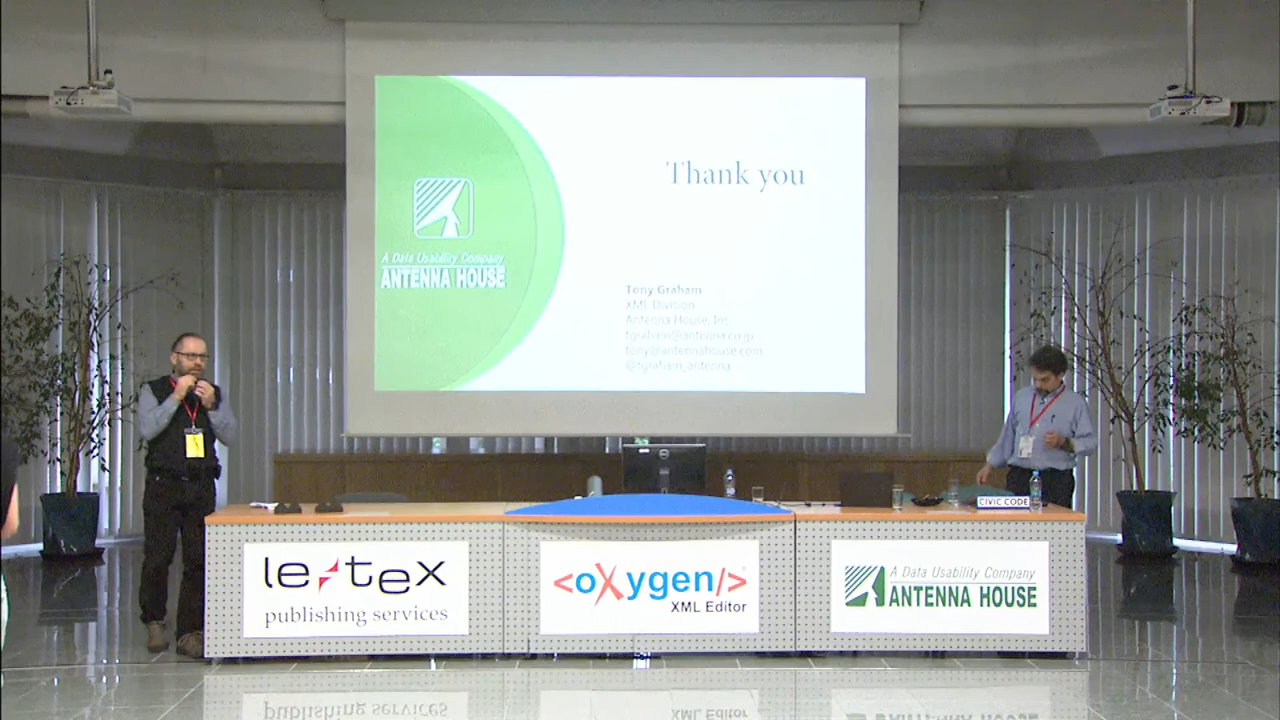 Thank you
A Data Usability Company
ANTENNA HOUSE
Tony Graham
XML Division
Antenna House, Inc.
tgraham@antenna.co.jp
tony@antennahouse.com
@tgraham_antenna
DELL
CIVIC CODE
le-tex
publishing services
<oXygen/>
XML Editor
A Data Usability Company
ANTENNA HOUSE